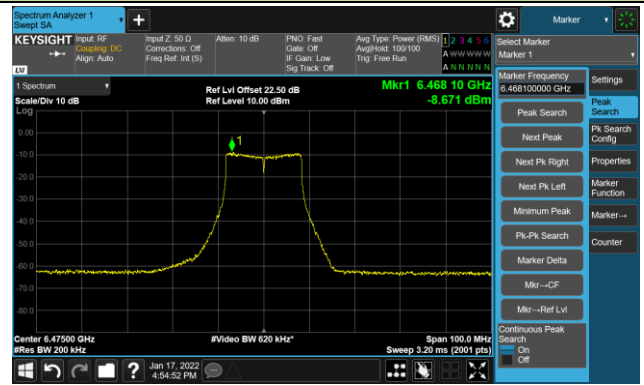 Spectrum Analyzer 1
Swept SA
Marker
KEYSIGHT
Input: RF
Coupling: DC
Align: Auto
Input Z: 50 Ω
Corrections: Off
Freq Ref: Int (S)
Atten: 10 dB
PNO: Fast
Gate: Off
IF Gain: Low
Sig Track: Off
Avg Type: Power (RMS)
Avg|Hold: 100/100
Trig: Free Run
1 2 3 4 5 6
A W W W W W
A N N N N N
LXI
Select Marker
Marker 1
1 Spectrum
Scale/Div 10 dB
Log
Ref Lvl Offset 22.50 dB
Ref Level 10.00 dBm
Mkr1 6.468 10 GHz
-8.671 dBm
0.00
-10.0
-20.0
-30.0
-40.0
-50.0
-60.0
-70.0
-80.0
1
Center 6.47500 GHz
#Res BW 200 kHz
#Video BW 620 kHz*
Span 100.0 MHz
Sweep 3.20 ms (2001 pts)
Marker Frequency
6.468100000 GHz
Peak Search
Next Peak
Next Pk Right
Next Pk Left
Minimum Peak
Pk-Pk Search
Marker Delta
Mkr→CF
Mkr→Ref Lvl
Continuous Peak
Search
On
Off
Settings
Peak
Search
Pk Search
Config
Properties
Marker
Function
Marker→
Counter
?
Jan 17, 2022
4:54:52 PM